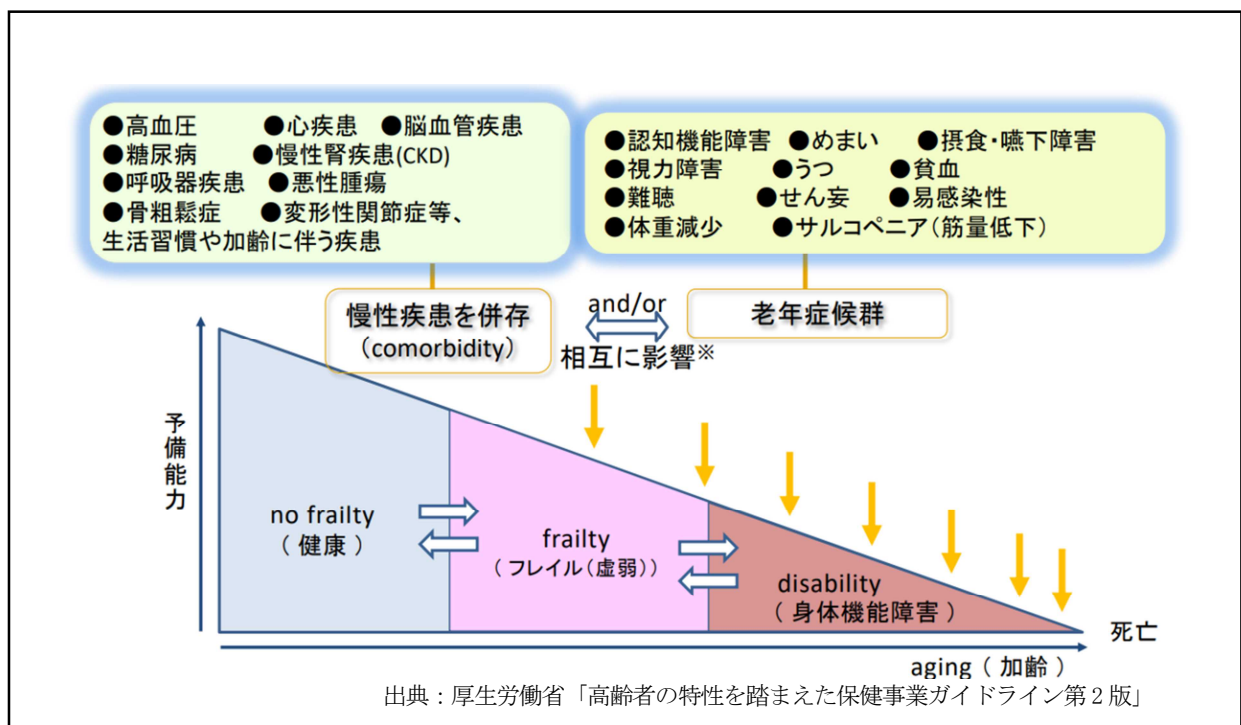 ●高血圧 ●心疾患 ●脳血管疾患
●糖尿病 ●慢性腎疾患(CKD)
●呼吸器疾患 ●悪性腫瘍
●骨粗鬆症 ●変形性関節症等、
生活習慣や加齢に伴う疾患
●認知機能障害 ●めまい ●摂食・嚥下障害
●視力障害 ●うつ ●貧血
●難聴 ●せん妄 ●易感染性
●体重減少 ●サルコペニア(筋量低下)
慢性疾患を併存
(comorbidity)
and/or
相互に影響※
老年症候群
予備能力
no frailty
( 健康 )
frailty
( フレイル(虚弱))
disability
( 身体機能障害 )
死亡
aging ( 加齢 )
出典:厚生労働省「高齢者の特性を踏まえた保健事業ガイドライン第2版」